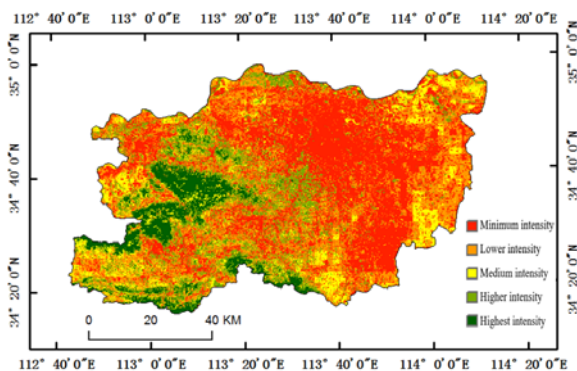 112° 40′ 0″E 113° 0′ 0″E 113° 20′ 0″E 113° 40′ 0″E 114° 0′ 0″E 114° 20′ 0″E
35° 0′ 0″N
34° 40′ 0″N
34° 20′ 0″N
35° 0′ 0″N
34° 40′ 0″N
34° 20′ 0″N
Minimum intensity
Lower intensity
Medium intensity
Higher intensity
Highest intensity
0 20 40 KM
112° 40′ 0″E 113° 0′ 0″E 113° 20′ 0″E 113° 40′ 0″E 114° 0′ 0″E 114° 20′ 0″E